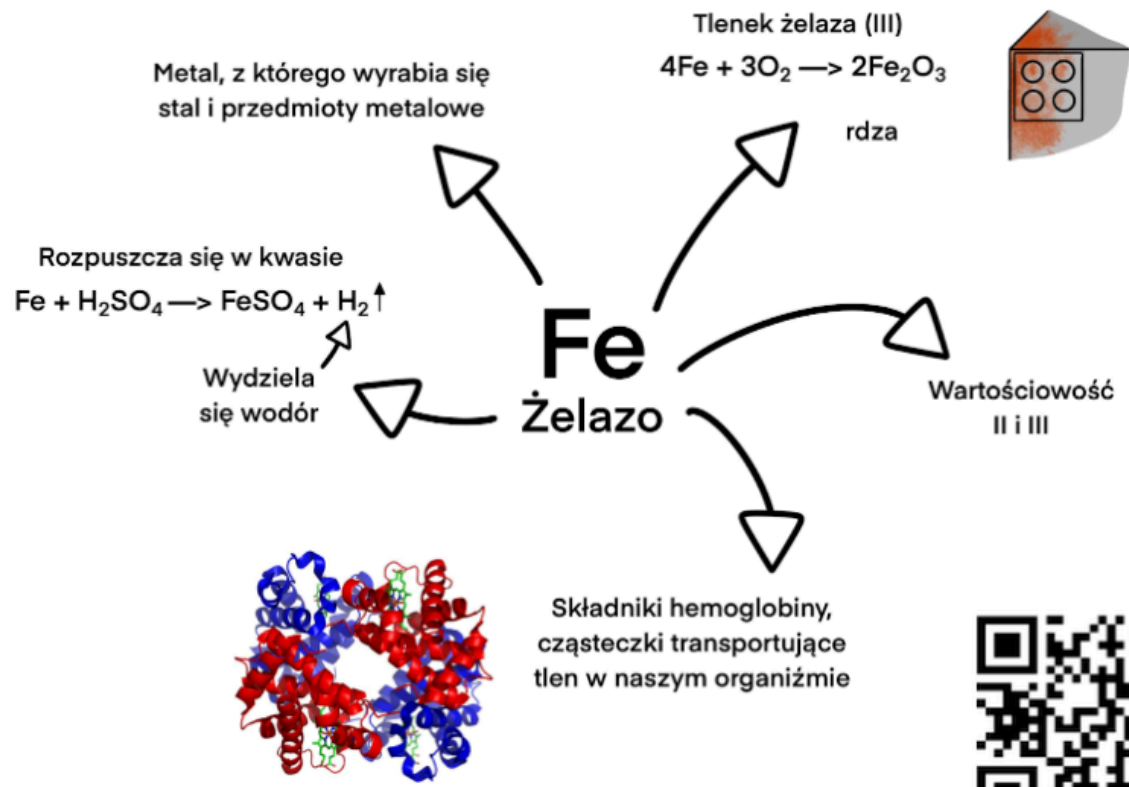 Tlenek żelaza (III)
4Fe + 3O₂ —> 2Fe₂O₃
rdza
Metal, z którego wyrabia się
stal i przedmioty metalowe
Rozpuszcza się w kwasie
Fe + H₂SO₄ —> FeSO₄ + H₂↑
Wydziela
się wodór
Fe
Żelazo
Wartościowość
II i III
Składniki hemoglobiny,
cząsteczki transportujące
tlen w naszym organiźmie